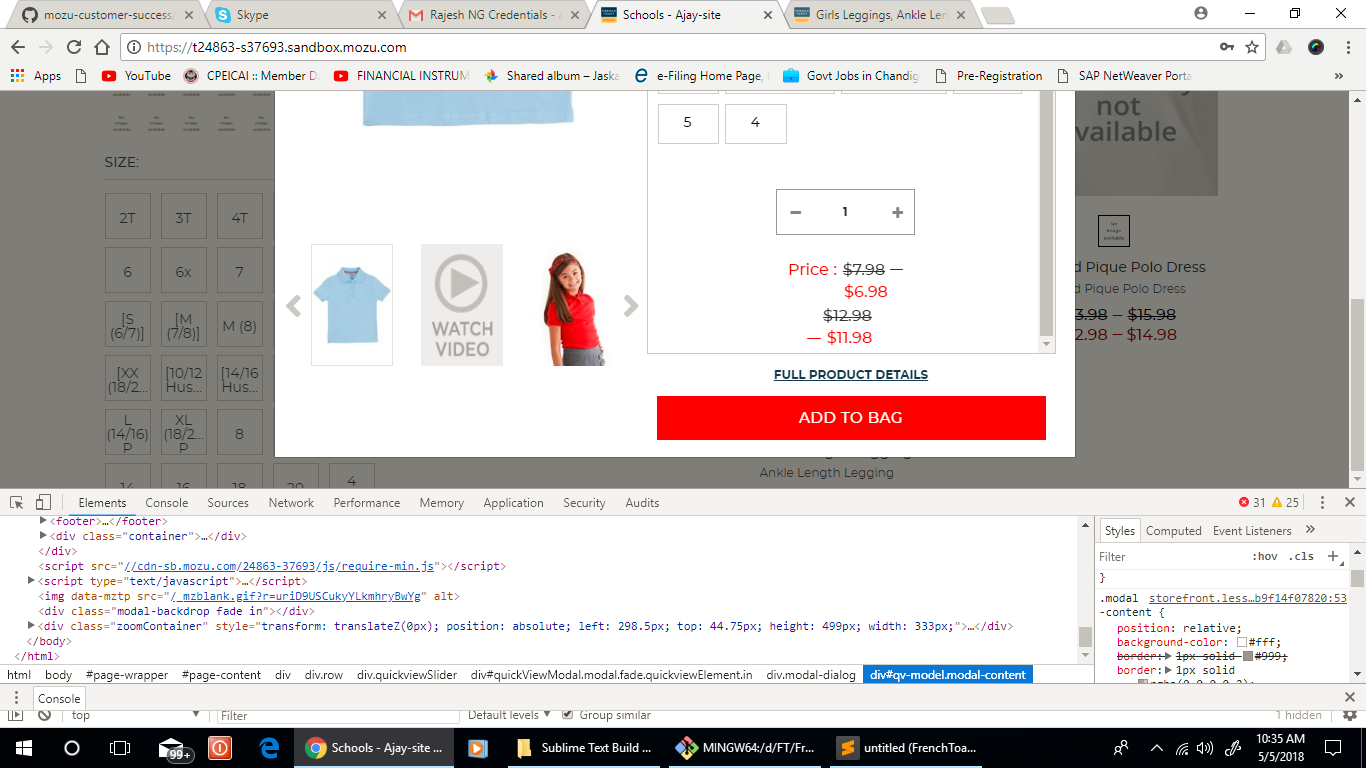 mozu-customer-success/
Skype
Rajesh NG Credentials - a
Schools - Ajay-site
Girls Leggings, Ankle Len
https://t24863-s37693.sandbox.mozu.com
Apps
YouTube
CPEICAI :: Member D
FINANCIAL INSTRUM
Shared album – Jaska
e-Filing Home Page,
Govt Jobs in Chandig
Pre-Registration
SAP NetWeaver Porta
»
SIZE:
2T 3T 4T
6 6x 7
[S (6/7)] [M (7/8)] M (8)
[XX (18/2... [10/12 Hus... [14/16 Hus...
L (14/16) P XL (18/2... P 8
14 16 18 20 4
5 4
− 1 +
Price : $7.98 —
$6.98
$12.98
— $11.98
WATCH
VIDEO
FULL PRODUCT DETAILS
ADD TO BAG
not
vailable
No image available
d Pique Polo Dress
d Pique Polo Dress
3.98 – $15.98
2.98 – $14.98
Ankle Length Legging
Elements Console Sources Network Performance Memory Application Security Audits
31 25
<footer>…</footer>
<div class="container">…</div>
</div>
<script src="//cdn-sb.mozu.com/24863-37693/js/require-min.js"></script>
<script type="text/javascript">…</script>
<img data-mztp src="/_mzblank.gif?r=uriD9USCukyYLkmhryBwYg" alt>
<div class="modal-backdrop fade in"></div>
<div class="zoomContainer" style="transform: translateZ(0px); position: absolute; left: 298.5px; top: 44.75px; height: 499px; width: 333px;">…</div>
</body>
</html>
html body #page-wrapper #page-content div div.row div.quickviewSlider div#quickViewModal.modal.fade.quickviewElement.in div.modal-dialog div#qv-model.modal-content
Styles Computed Event Listeners »
Filter :hov .cls +
}
.modal storefront.less…b9f14f07820:53
-content {
position: relative;
background-color: #fff;
border: 1px solid #999;
border: 1px solid
rgba(0,0,0,0.2);
Console
top Filter Default levels Group similar 1 hidden
99+
Schools - Ajay-site ...
Sublime Text Build ...
MINGW64:/d/FT/Fr...
untitled (FrenchToa...
10:35 AM
5/5/2018